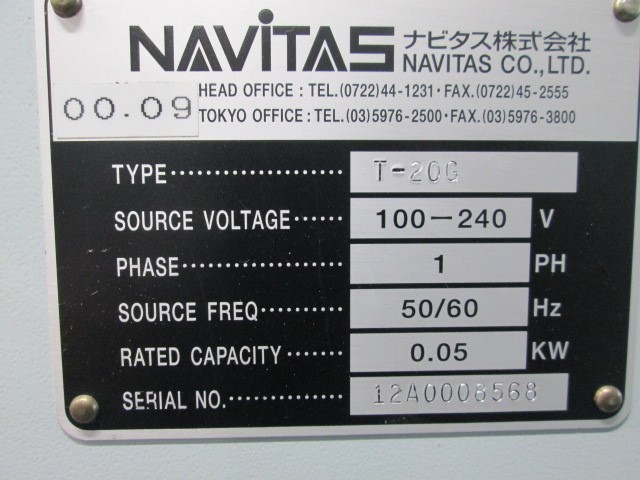 NAViTAS ナビタス株式会社
NAVITAS CO.,LTD.
HEAD OFFICE : TEL.(0722)44-1231・FAX.(0722)45-2555
00.09
TOKYO OFFICE : TEL.(03)5976-2500・FAX.(03)5976-3800
TYPE T-20G
SOURCE VOLTAGE 100-240 V
PHASE 1 PH
SOURCE FREQ 50/60 Hz
RATED CAPACITY 0.05 KW
SERIAL NO. 12A0008568